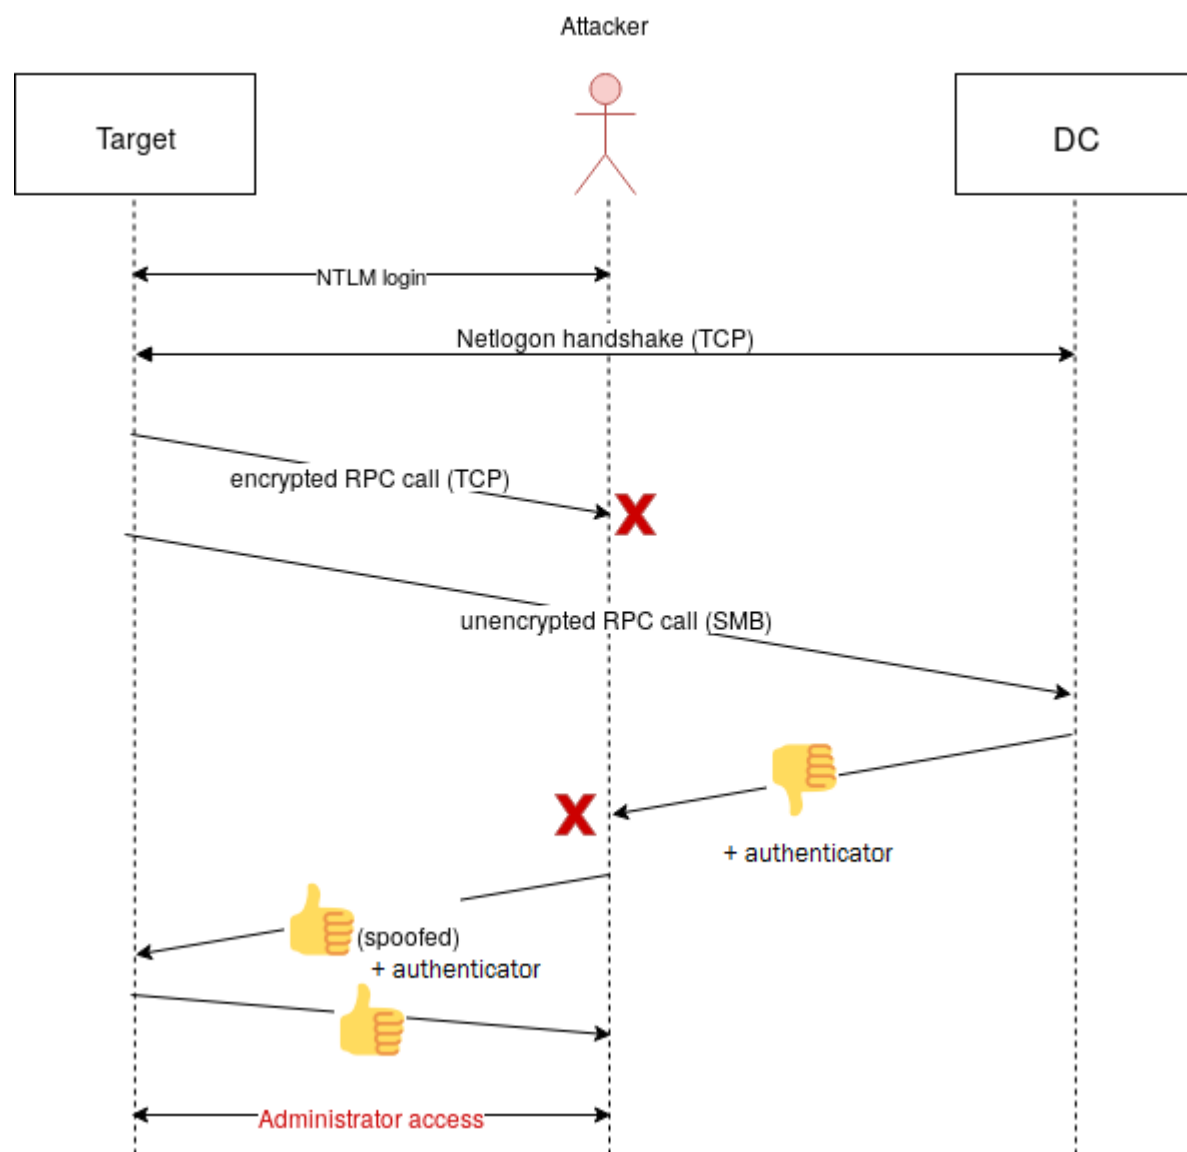 Attacker
Target
DC
NTLM login
Netlogon handshake (TCP)
encrypted RPC call (TCP)
X
unencrypted RPC call (SMB)
X
+ authenticator
(spoofed)
+ authenticator
Administrator access